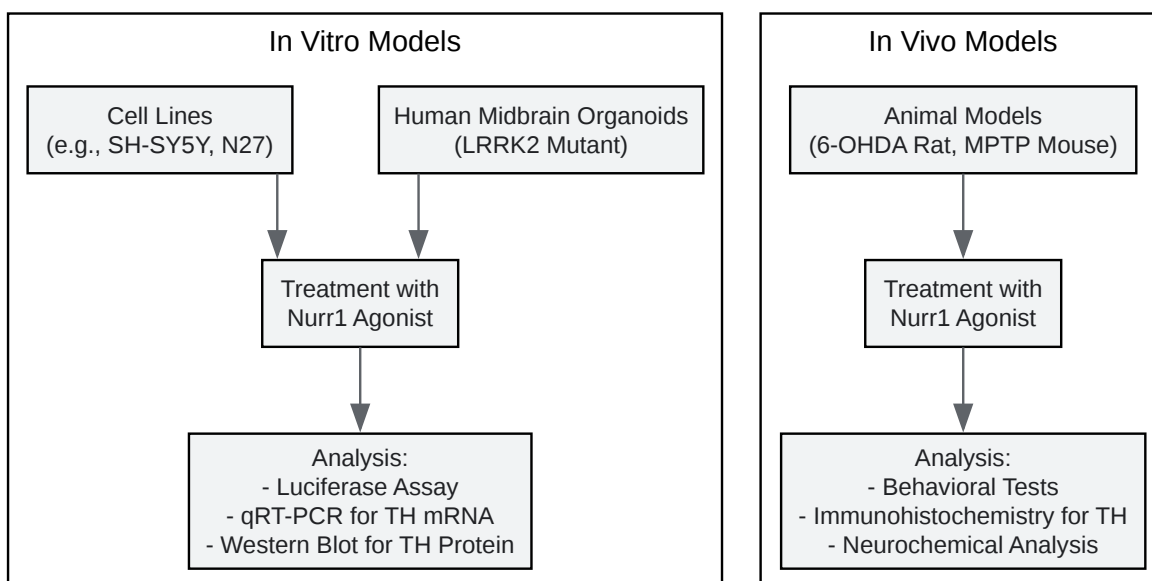 In Vitro Models
Cell Lines
(e.g., SH-SY5Y, N27)
Human Midbrain Organoids
(LRRK2 Mutant)
Treatment with
Nurr1 Agonist
Analysis:
- Luciferase Assay
- qRT-PCR for TH mRNA
- Western Blot for TH Protein
In Vivo Models
Animal Models
(6-OHDA Rat, MPTP Mouse)
Treatment with
Nurr1 Agonist
Analysis:
- Behavioral Tests
- Immunohistochemistry for TH
- Neurochemical Analysis